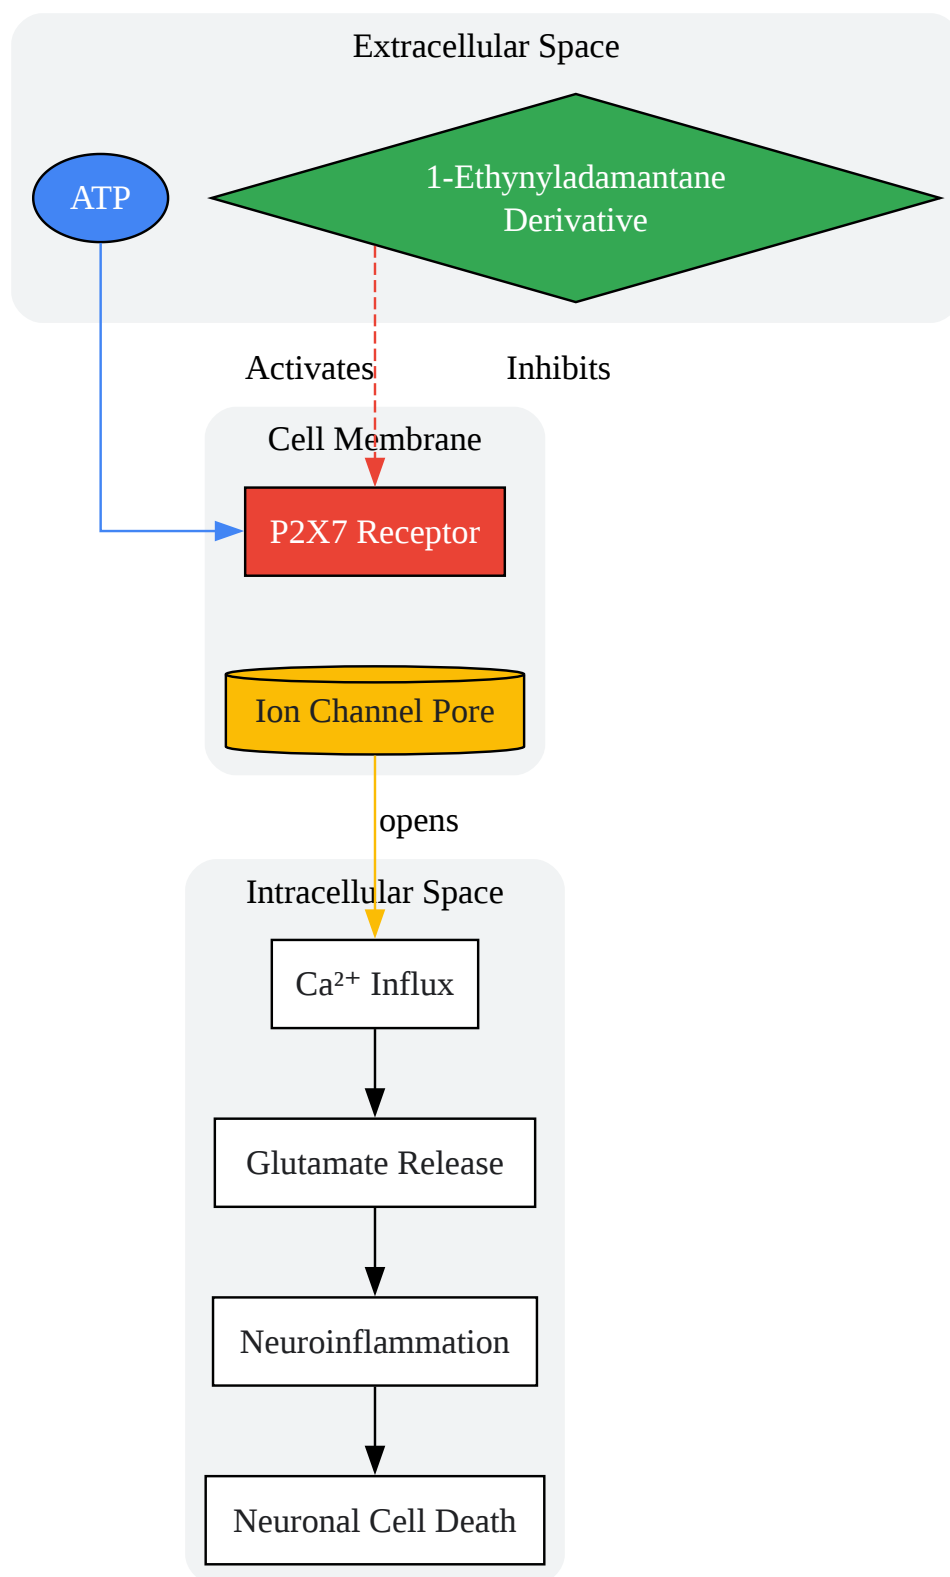 Extracellular Space
ATP
1-Ethynyladamantane
Derivative
Activates
Inhibits
Cell Membrane
P2X7 Receptor
Ion Channel Pore
opens
Intracellular Space
Ca²⁺ Influx
Glutamate Release
Neuroinflammation
Neuronal Cell Death